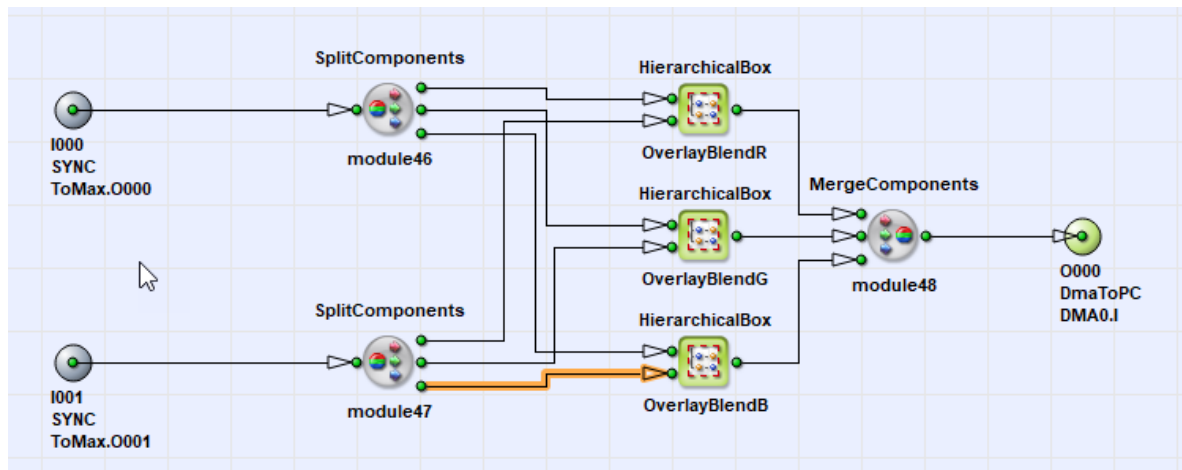 SplitComponents
HierarchicalBox
I000
SYNC
ToMax.O000
module46
OverlayBlendR
HierarchicalBox
MergeComponents
OverlayBlendG
module48
O000
DmaToPC
DMA0.I
SplitComponents
HierarchicalBox
I001
SYNC
ToMax.O001
module47
OverlayBlendB